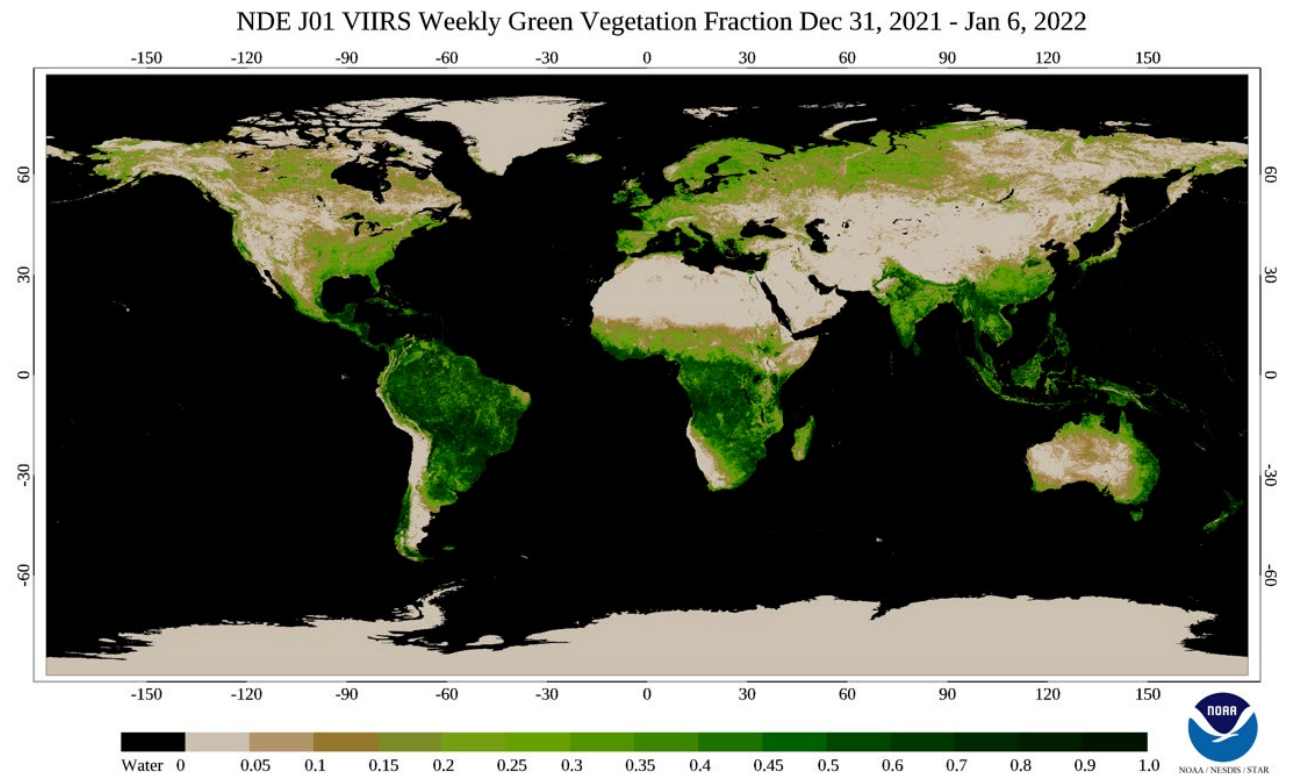 NDE J01 VIIRS Weekly Green Vegetation Fraction Dec 31, 2021 - Jan 6, 2022
-150 -120 -90 -60 -30 0 30 60 90 120 150
60 60
30 30
0 0
-30 -30
-60 -60
-150 -120 -90 -60 -30 0 30 60 90 120 150
NOAA
Water 0 0.05 0.1 0.15 0.2 0.25 0.3 0.35 0.4 0.45 0.5 0.6 0.7 0.8 0.9 1.0
NOAA / NESDIS / STAR